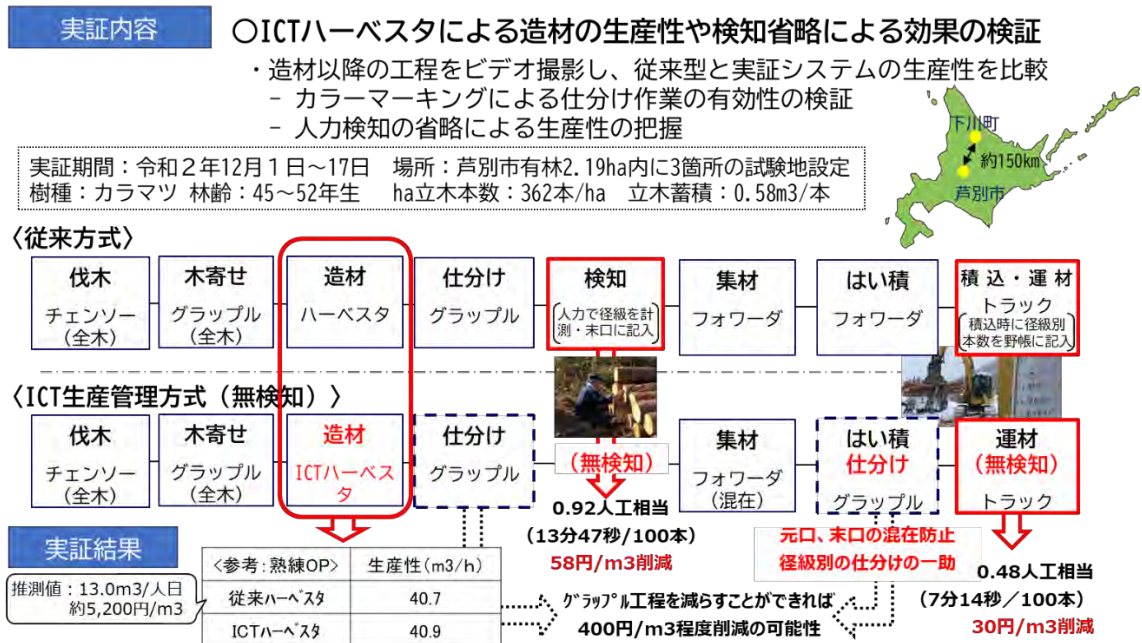 実証内容
○ICTハーベスタによる造材の生産性や検知省略による効果の検証
・造材以降の工程をビデオ撮影し、従来型と実証システムの生産性を比較
－ カラーマーキングによる仕分け作業の有効性の検証
－ 人力検知の省略による生産性の把握
下川町
約150km
芦別市
実証期間：令和２年12月１日～17日　場所：芦別市有林2.19ha内に3箇所の試験地設定
樹種：カラマツ 林齢：45～52年生　ha立木本数：362本/ha　立木蓄積：0.58m3/本
〈従来方式〉
伐木
チェンソー
(全木)
木寄せ
グラップル
(全木)
造材
ハーベスタ
仕分け
グラップル
検知
人力で径級を計
測・末口に記入
集材
フォワーダ
はい積
フォワーダ
積込・運材
トラック
積込時に径級別
本数を野帳に記入
〈ICT生産管理方式（無検知）〉
伐木
チェンソー
(全木)
木寄せ
グラップル
(全木)
造材
ICTハーベス
タ
仕分け
グラップル
（無検知）
集材
フォワーダ
(混在)
はい積
仕分け
グラップル
運材
(無検知)
トラック
0.92人工相当
（13分47秒/100本）
58円/m3削減
元口、末口の混在防止
径級別の仕分けの一助
0.48人工相当
（7分14秒／100本）
30円/m3削減
実証結果
推測値：13.0m3/人日
約5,200円/m3
＜参考：熟練OP＞　生産性(m3/h)
従来ハーベスタ　40.7
ICTハーベスタ　40.9
グラップル工程を減らすことができれば
400円/m3程度削減の可能性